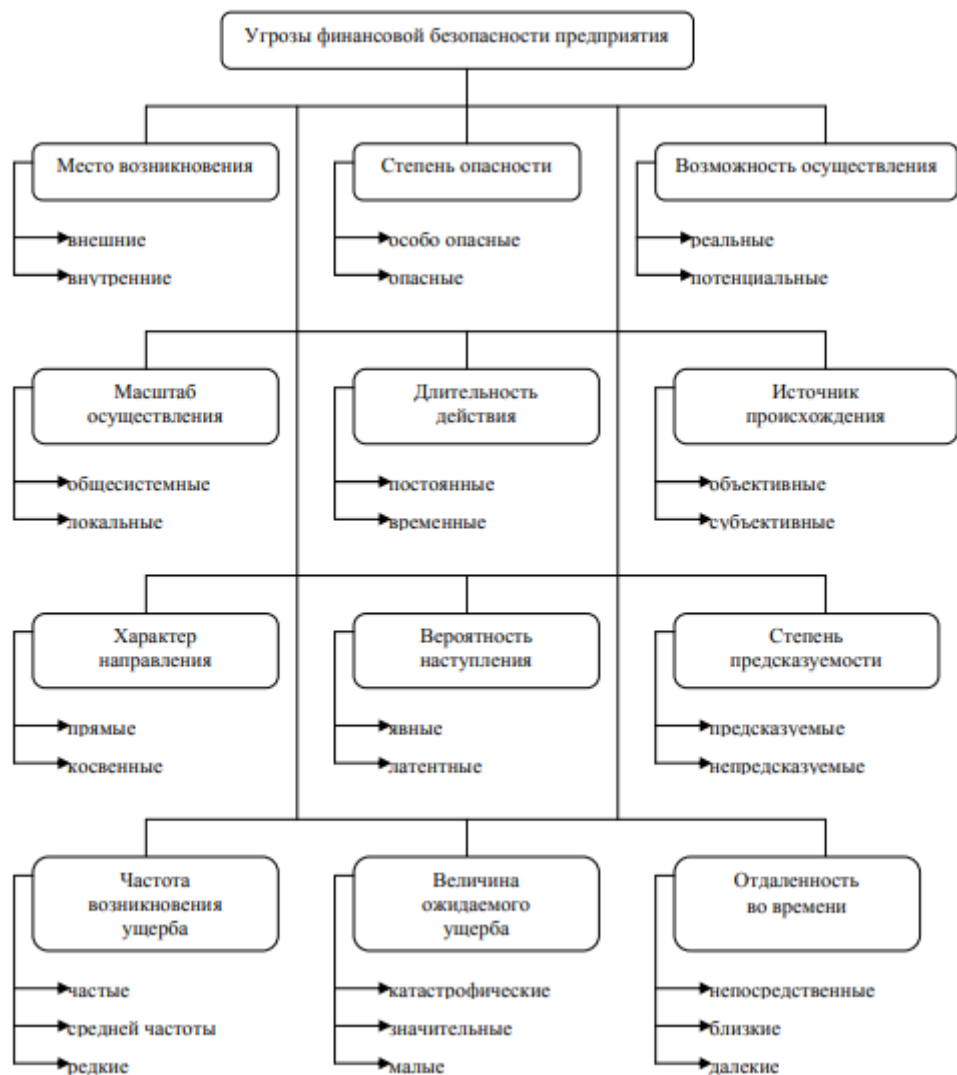 Угрозы финансовой безопасности предприятия
Место возникновения
внешние
внутренние
Степень опасности
особо опасные
опасные
Возможность осуществления
реальные
потенциальные
Масштаб
осуществления
общесистемные
локальные
Длительность
действия
постоянные
временные
Источник
происхождения
объективные
субъективные
Характер
направления
прямые
косвенные
Вероятность
наступления
явные
латентные
Степень
предсказуемости
предсказуемые
непредсказуемые
Частота
возникновения
ущерба
частые
средней частоты
редкие
Величина
ожидаемого
ущерба
катастрофические
значительные
малые
Отдаленность
во времени
непосредственные
близкие
далекие